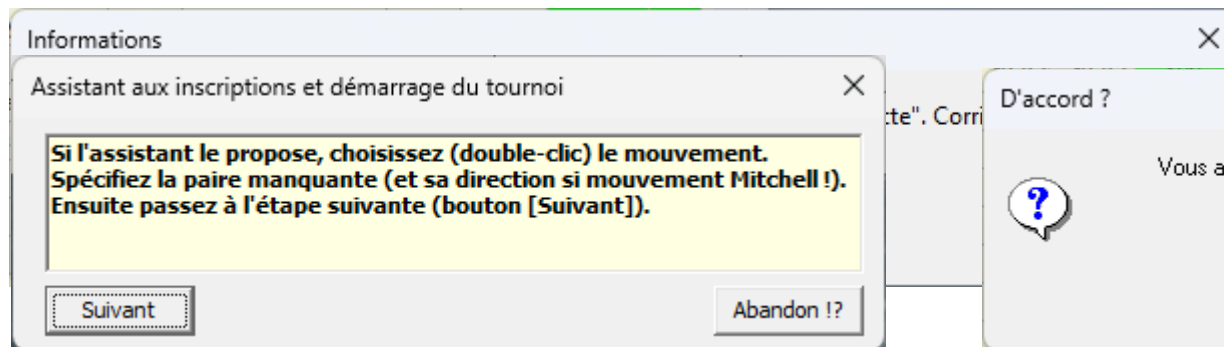 Informations
Assistant aux inscriptions et démarrage du tournoi
D'accord ?
te". Corri
Si l'assistant le propose, choisissez (double-clic) le mouvement.
Spécifiez la paire manquante (et sa direction si mouvement Mitchell !).
Ensuite passez à l'étape suivante (bouton [Suivant]).
Vous a
Suivant
Abandon !?